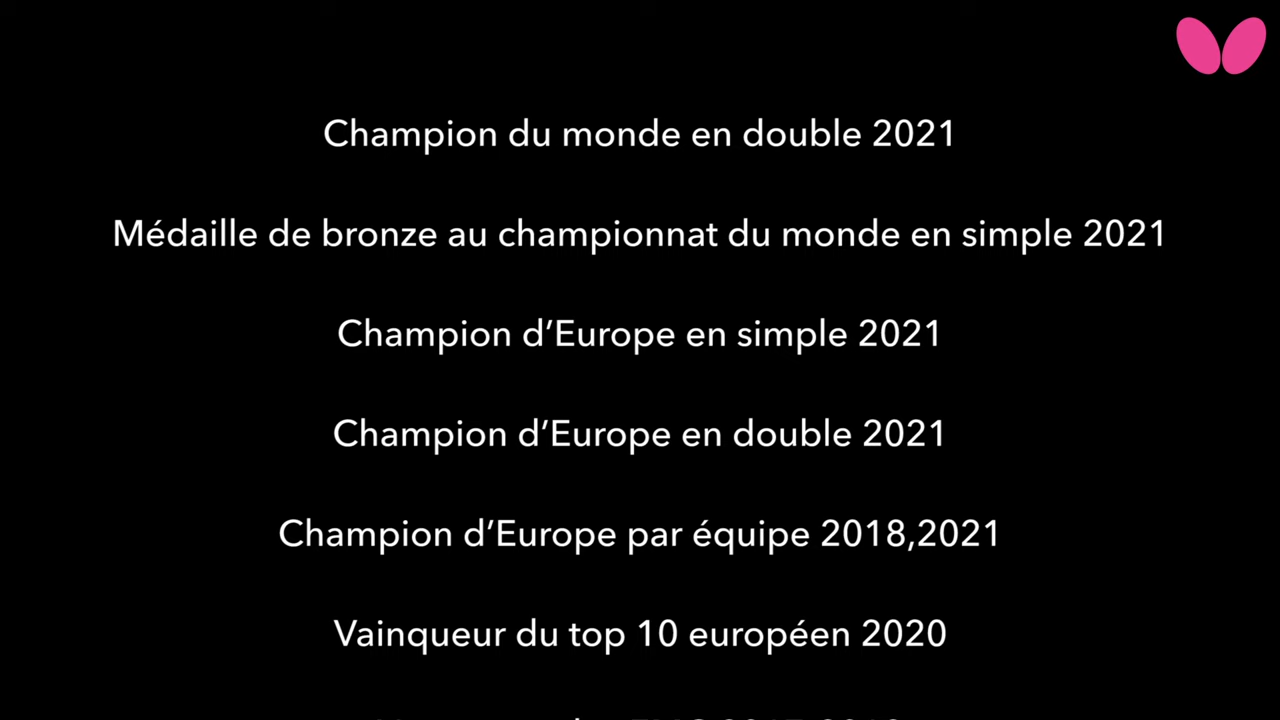 Champion du monde en double 2021
Médaille de bronze au championnat du monde en simple 2021
Champion d’Europe en simple 2021
Champion d’Europe en double 2021
Champion d’Europe par équipe 2018,2021
Vainqueur du top 10 européen 2020